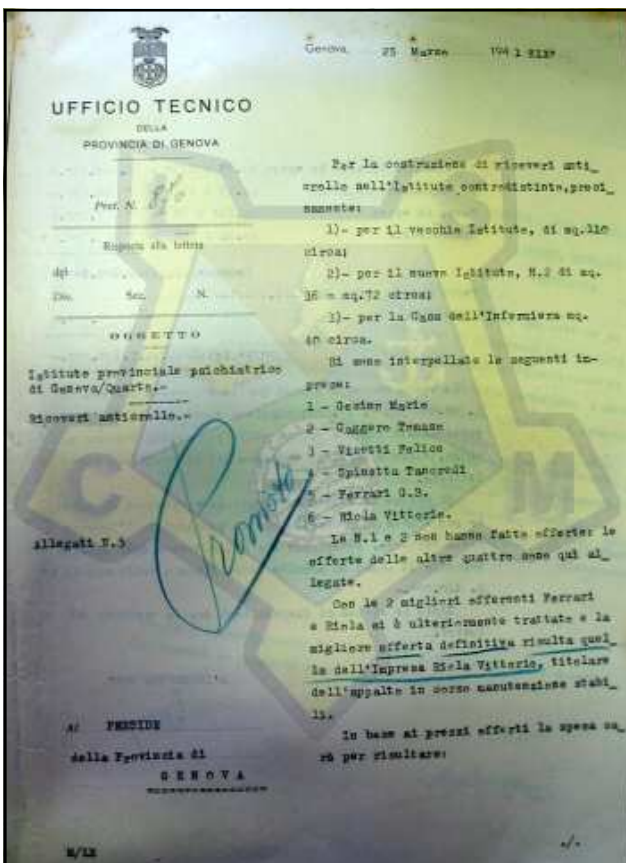 Genova, 25 Marzo 1941 XIX°
UFFICIO TECNICO
DELLA
PROVINCIA DI GENOVA
Prot. N.
Risposta alla lettera
del
Div. Sez. N.
OGGETTO
Istituto provinciale psichiatrico
di Genova/Quarto.-
Ricoveri antierollo.-
Allegati N.3
Promosto
Al PRESIDE
della Provincia di
GENOVA
Per la costruzione di ricoveri anti_
crollo nell'Istituto controdistinto,preci_
samente:
1)- per il vecchio Istituto, di mq.110
circa;
2)- per il nuovo Istituto, N.2 di mq.
36 e mq.72 circa;
3)- per la Casa dell'Infermiera mq.
40 circa.
Si sono interpellate le seguenti im-
prese:
1 - Gesino Mario
2 - Gaggero Tomaso
3 - Visetti Felice
4 - Spinetta Tancredi
5 - Ferrari G.B.
6 - Riola Vittorio.
Le N.1 e 2 non hanno fatto offerte: le
offerte delle altre quattro sono qui al_
legate.
Con le 2 migliori offerenti Ferrari
e Riola si è ulteriormente trattato e la
migliore offerta definitiva risulta quel_
la dell'Impresa Riola Vittorio, titolare
dell'appalto in corso manutenzione stabi_
li.
In base ai prezzi offerti la spesa sa_
rà per risultare:
M/LX
./.
C M